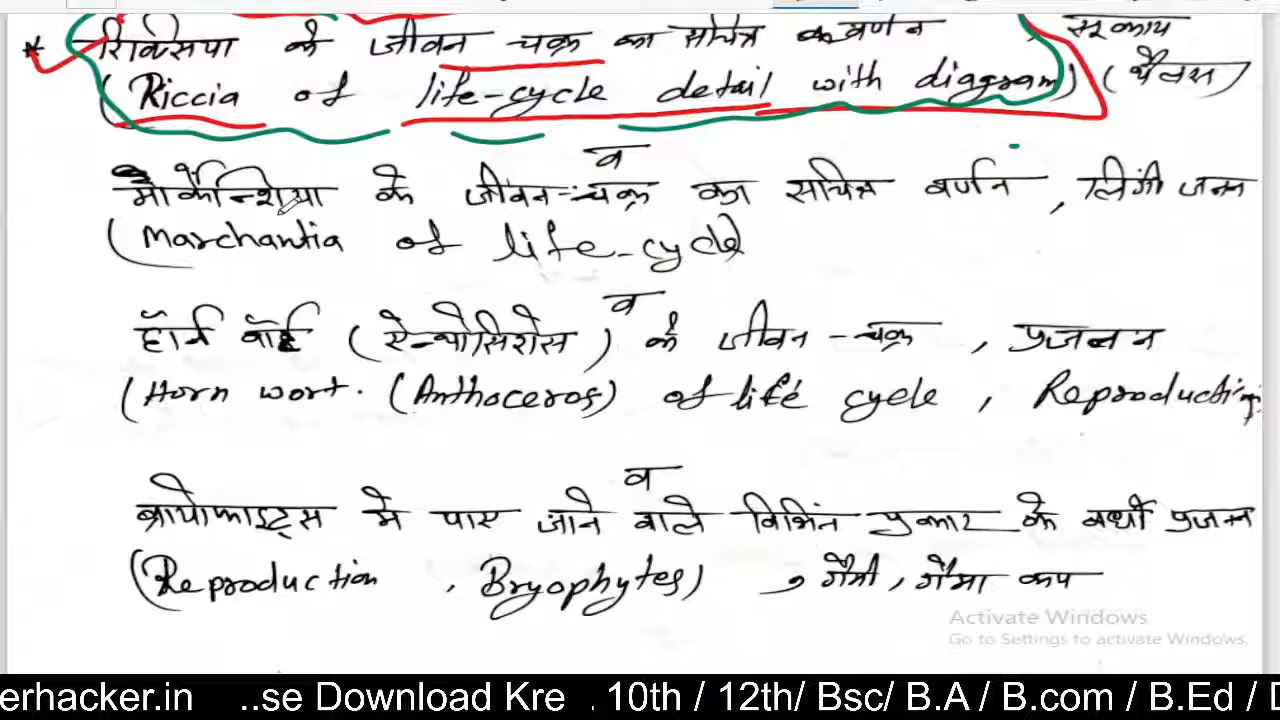 * रिक्सिया के जीवन चक्र का सचित्र वर्णन , सूकाय
(Riccia of life-cycle detail with diagram) (थैलस)
व
मार्केन्शिया के जीवन-चक्र का सचित्र वर्णन , लिंगी जनन
(Marchantia of life-cycle)
व
हॉर्न वॉर्ट (ऐन्थोसिरोस) के जीवन-चक्र , प्रजनन
(Horn wort. (Anthoceros) of life cycle , Reproduction
व
ब्रायोफाइट्स मे पाए जाने वाले विभिंन प्रकार के वर्धी प्रजनन
(Reproduction , Bryophytes) , गैमी, गैमा कप
Activate Windows
Go to Settings to activate Windows.
erhacker.in ..se Download Kre . 10th / 12th/ Bsc/ B.A / B.com / B.Ed /